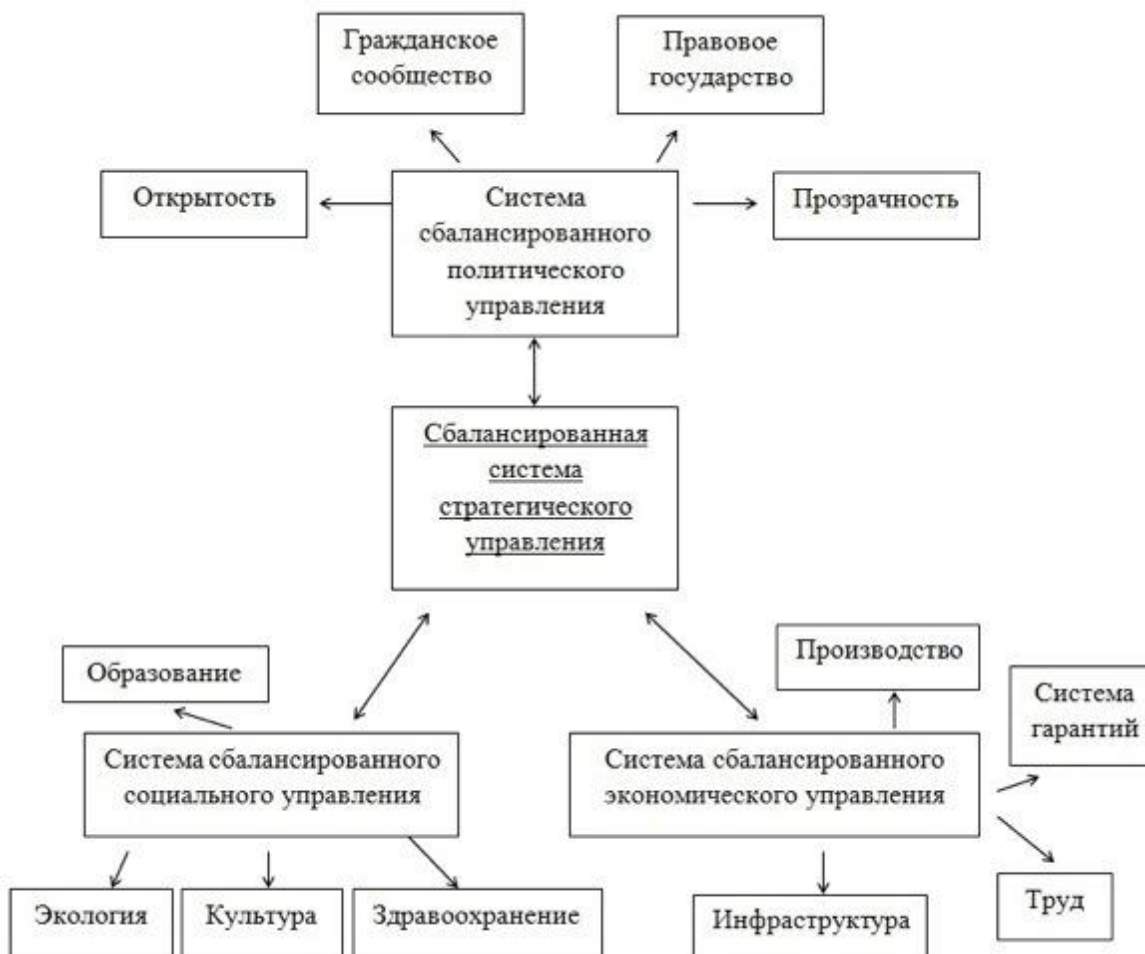 Гражданское
сообщество
Правовое
государство
Открытость
Система
сбалансированного
политического
управления
Прозрачность
Сбалансированная
система
стратегического
управления
Образование
Производство
Система
гарантий
Система сбалансированного
социального управления
Система сбалансированного
экономического управления
Экология
Культура
Здравоохранение
Инфраструктура
Труд